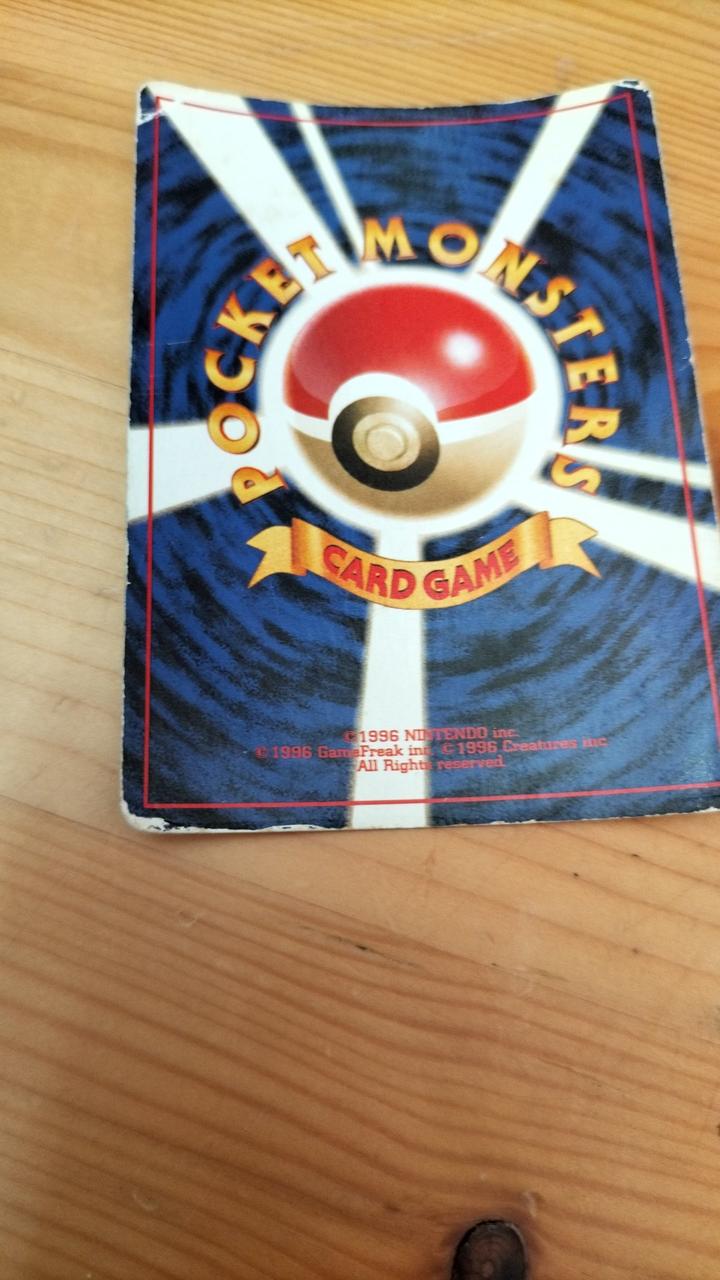 POCKET MONSTERS
CARD GAME
©1996 NINTENDO inc.
©1996 GameFreak inc. ©1996 Creatures inc.
All Rights reserved.